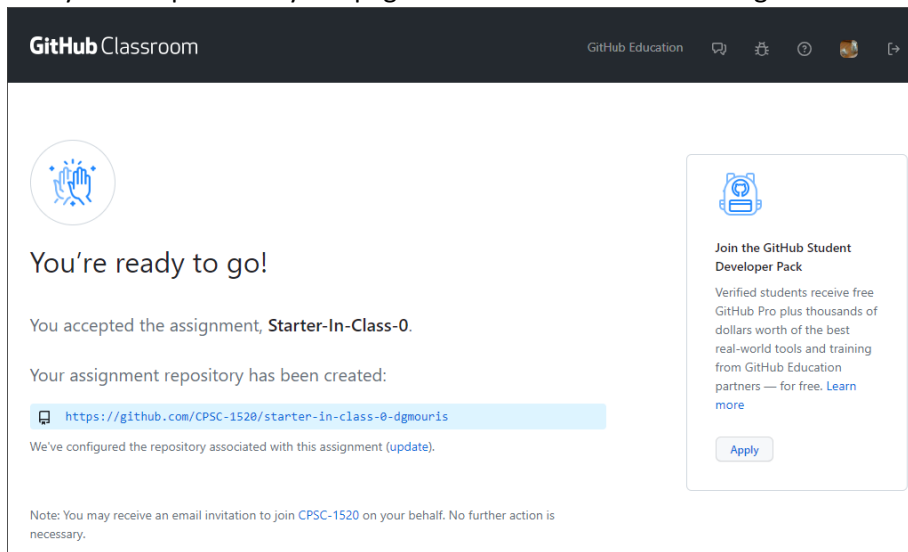 GitHub Classroom
GitHub Education
You're ready to go!
You accepted the assignment, Starter-In-Class-0.
Your assignment repository has been created:
https://github.com/CPSC-1520/starter-in-class-0-dgmouris
We've configured the repository associated with this assignment (update).
Note: You may receive an email invitation to join CPSC-1520 on your behalf. No further action is
necessary.
Join the GitHub Student
Developer Pack
Verified students receive free
GitHub Pro plus thousands of
dollars worth of the best
real-world tools and training
from GitHub Education
partners — for free. Learn
more
Apply